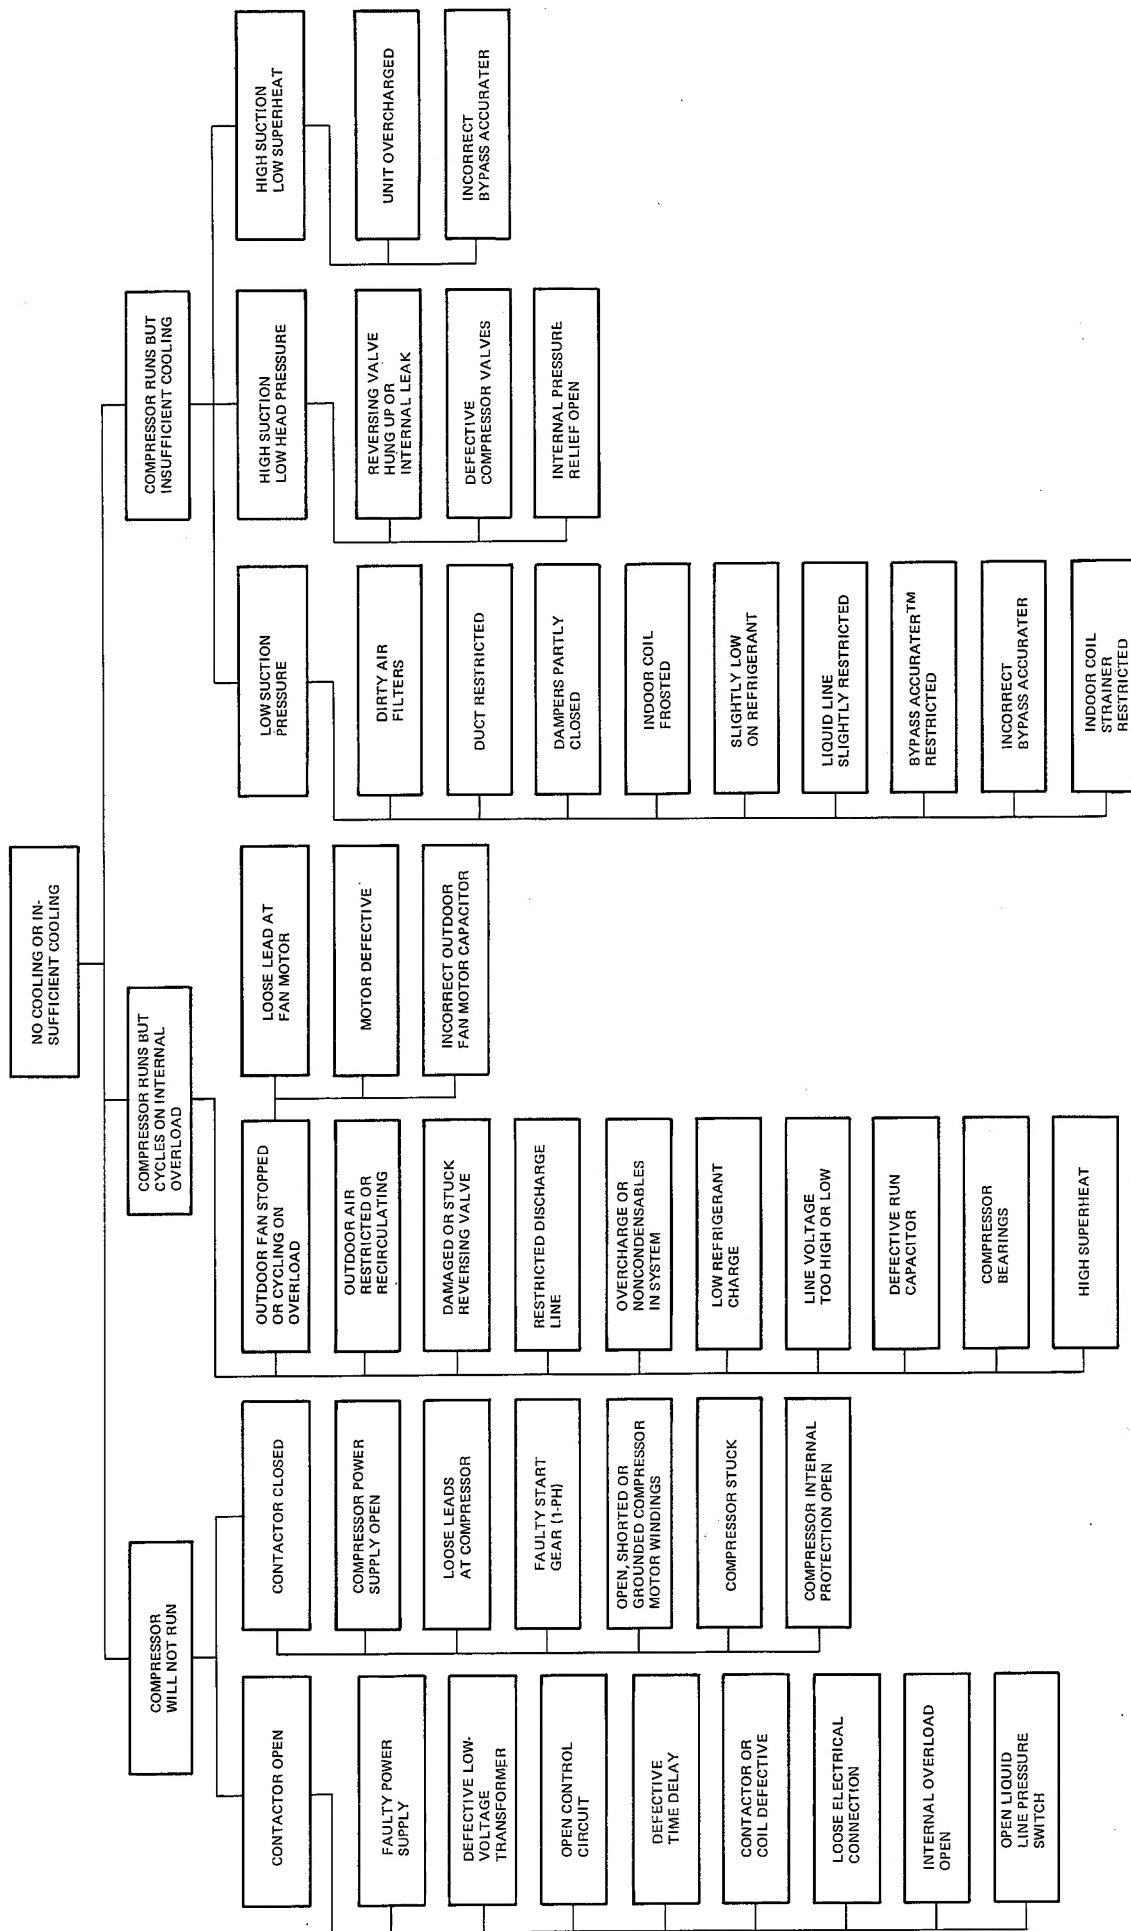 NO COOLING OR IN-
SUFFICIENT COOLING
COMPRESSOR
WILL NOT RUN
CONTACTOR OPEN
FAULTY POWER
SUPPLY
DEFECTIVE LOW-
VOLTAGE
TRANSFORMER
OPEN CONTROL
CIRCUIT
DEFECTIVE
TIME DELAY
CONTACTOR OR
COIL DEFECTIVE
LOOSE ELECTRICAL
CONNECTION
INTERNAL OVERLOAD
OPEN
OPEN LIQUID
LINE PRESSURE
SWITCH
CONTACTOR CLOSED
COMPRESSOR POWER
SUPPLY OPEN
LOOSE LEADS
AT COMPRESSOR
FAULTY START
GEAR (1-PH)
OPEN, SHORTED OR
GROUNDED COMPRESSOR
MOTOR WINDINGS
COMPRESSOR STUCK
COMPRESSOR INTERNAL
PROTECTION OPEN
COMPRESSOR RUNS BUT
CYCLES ON INTERNAL
OVERLOAD
OUTDOOR FAN STOPPED
OR CYCLING ON
OVERLOAD
OUTDOOR AIR
RESTRICTED OR
RECIRCULATING
DAMAGED OR STUCK
REVERSING VALVE
RESTRICTED DISCHARGE
LINE
OVERCHARGE OR
NONCONDENSABLES
IN SYSTEM
LOW REFRIGERANT
CHARGE
LINE VOLTAGE
TOO HIGH OR LOW
DEFECTIVE RUN
CAPACITOR
COMPRESSOR
BEARINGS
HIGH SUPERHEAT
LOOSE LEAD AT
FAN MOTOR
MOTOR DEFECTIVE
INCORRECT OUTDOOR
FAN MOTOR CAPACITOR
COMPRESSOR RUNS BUT
INSUFFICIENT COOLING
LOW SUCTION
PRESSURE
DIRTY AIR
FILTERS
DUCT RESTRICTED
DAMPERS PARTLY
CLOSED
INDOOR COIL
FROSTED
SLIGHTLY LOW
ON REFRIGERANT
LIQUID LINE
SLIGHTLY RESTRICTED
BYPASS ACCURATER™
RESTRICTED
INCORRECT
BYPASS ACCURATER
INDOOR COIL
STRAINER
RESTRICTED
HIGH SUCTION
LOW HEAD PRESSURE
REVERSING VALVE
HUNG UP OR
INTERNAL LEAK
DEFECTIVE
COMPRESSOR VALVES
INTERNAL PRESSURE
RELIEF OPEN
HIGH SUCTION
LOW SUPERHEAT
UNIT OVERCHARGED
INCORRECT
BYPASS ACCURATER